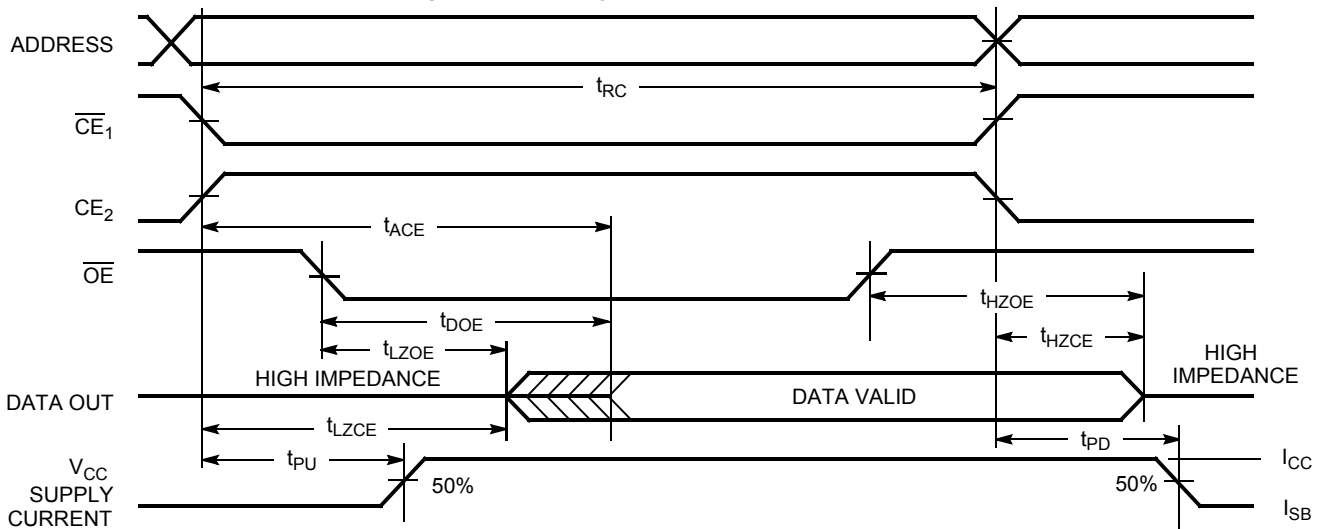 ADDRESS
tRC
CE1
CE2
tACE
OE
tHZOE
tDOE
tHZCE
tLZOE
HIGH
IMPEDANCE
HIGH IMPEDANCE
DATA OUT
DATA VALID
tLZCE
tPD
tPU
VCC
SUPPLY
CURRENT
50%
50%
ICC
ISB